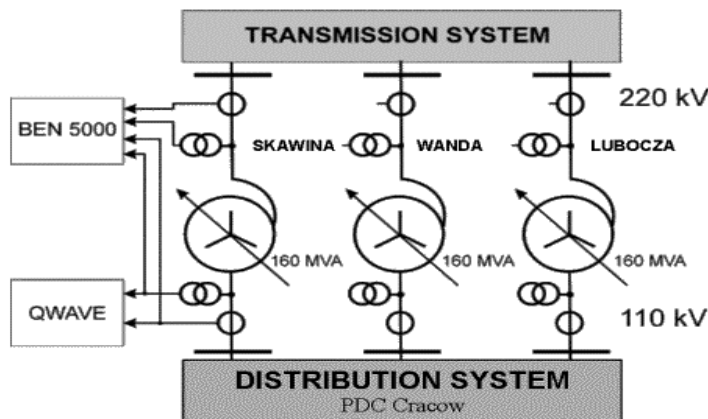 TRANSMISSION SYSTEM
220 kV
BEN 5000
SKAWINA
WANDA
LUBOCZA
160 MVA
160 MVA
160 MVA
QWAVE
110 kV
DISTRIBUTION SYSTEM
PDC Cracow